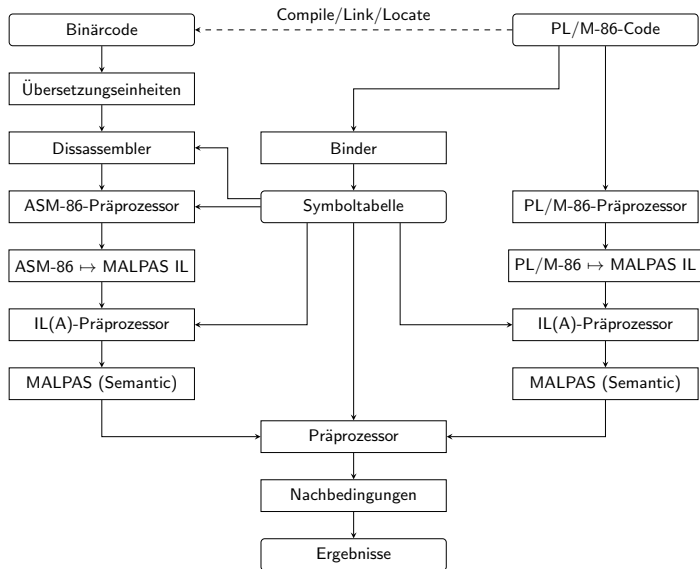 Compile/Link/Locate
Binärcode
PL/M-86-Code
Übersetzungseinheiten
Dissassembler
Binder
ASM-86-Präprozessor
Symboltabelle
PL/M-86-Präprozessor
ASM-86 ↦ MALPAS IL
PL/M-86 ↦ MALPAS IL
IL(A)-Präprozessor
IL(A)-Präprozessor
MALPAS (Semantic)
MALPAS (Semantic)
Präprozessor
Nachbedingungen
Ergebnisse